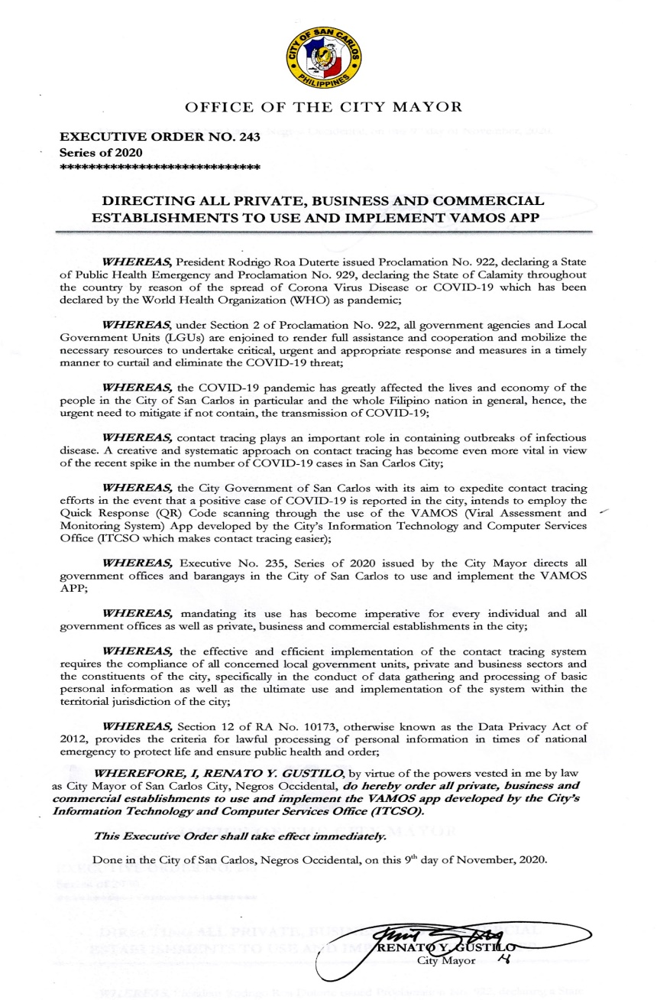 CITY OF SAN CARLOS
PHILIPPINES
OFFICE OF THE CITY MAYOR
EXECUTIVE ORDER NO. 243
Series of 2020
****************************
DIRECTING ALL PRIVATE, BUSINESS AND COMMERCIAL
ESTABLISHMENTS TO USE AND IMPLEMENT VAMOS APP
WHEREAS, President Rodrigo Roa Duterte issued Proclamation No. 922, declaring a State
of Public Health Emergency and Proclamation No. 929, declaring the State of Calamity throughout
the country by reason of the spread of Corona Virus Disease or COVID-19 which has been
declared by the World Health Organization (WHO) as pandemic;
WHEREAS, under Section 2 of Proclamation No. 922, all government agencies and Local
Government Units (LGUs) are enjoined to render full assistance and cooperation and mobilize the
necessary resources to undertake critical, urgent and appropriate response and measures in a timely
manner to curtail and eliminate the COVID-19 threat;
WHEREAS, the COVID-19 pandemic has greatly affected the lives and economy of the
people in the City of San Carlos in particular and the whole Filipino nation in general, hence, the
urgent need to mitigate if not contain, the transmission of COVID-19;
WHEREAS, contact tracing plays an important role in containing outbreaks of infectious
disease. A creative and systematic approach on contact tracing has become even more vital in view
of the recent spike in the number of COVID-19 cases in San Carlos City;
WHEREAS, the City Government of San Carlos with its aim to expedite contact tracing
efforts in the event that a positive case of COVID-19 is reported in the city, intends to employ the
Quick Response (QR) Code scanning through the use of the VAMOS (Viral Assessment and
Monitoring System) App developed by the City's Information Technology and Computer Services
Office (ITCSO which makes contact tracing easier);
WHEREAS, Executive No. 235, Series of 2020 issued by the City Mayor directs all
government offices and barangays in the City of San Carlos to use and implement the VAMOS
APP;
WHEREAS, mandating its use has become imperative for every individual and all
government offices as well as private, business and commercial establishments in the city;
WHEREAS, the effective and efficient implementation of the contact tracing system
requires the compliance of all concerned local government units, private and business sectors and
the constituents of the city, specifically in the conduct of data gathering and processing of basic
personal information as well as the ultimate use and implementation of the system within the
territorial jurisdiction of the city;
WHEREAS, Section 12 of RA No. 10173, otherwise known as the Data Privacy Act of
2012, provides the criteria for lawful processing of personal information in times of national
emergency to protect life and ensure public health and order;
WHEREFORE, I, RENATO Y. GUSTILO, by virtue of the powers vested in me by law
as City Mayor of San Carlos City, Negros Occidental, do hereby order all private, business and
commercial establishments to use and implement the VAMOS app developed by the City's
Information Technology and Computer Services Office (ITCSO).
This Executive Order shall take effect immediately.
Done in the City of San Carlos, Negros Occidental, on this 9th day of November, 2020.
RENATO Y. GUSTILO
City Mayor